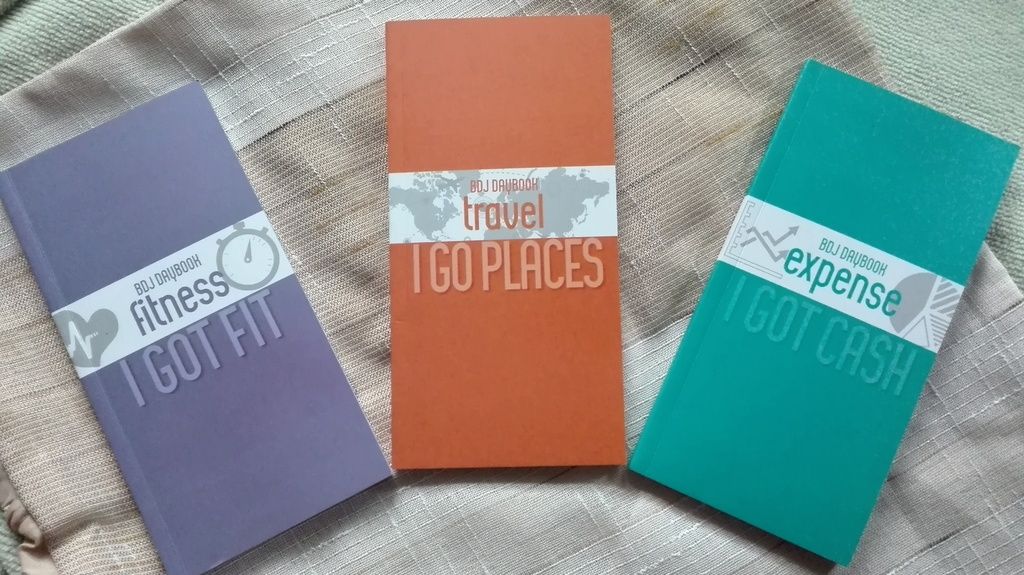 BDJ DAYBOOK
fitness
I GOT FIT
BDJ DAYBOOK
travel
I GO PLACES
BDJ DAYBOOK
expense
I GOT CASH